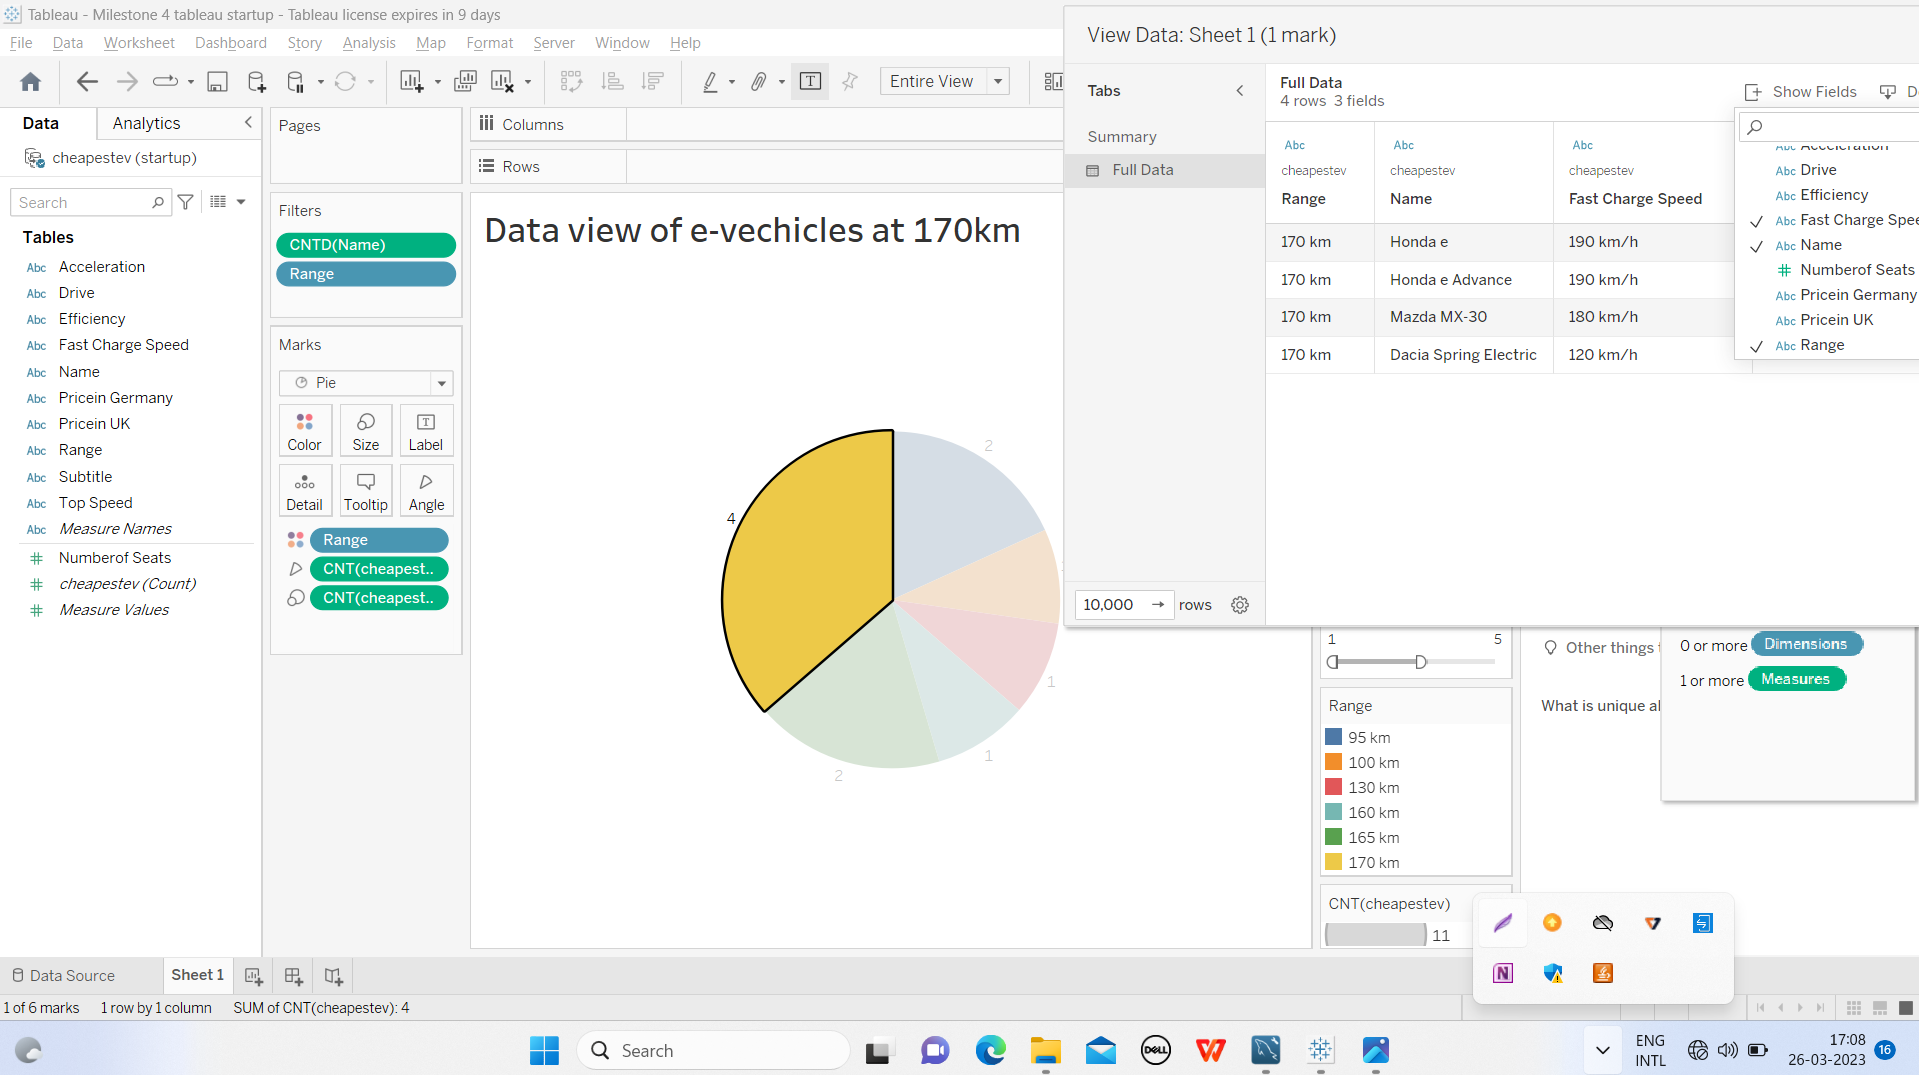 Tableau - Milestone 4 tableau startup - Tableau license expires in 9 days
File Data Worksheet Dashboard Story Analysis Map Format Server Window Help
Entire View
Data Analytics
cheapestev (startup)
Search
Tables
Abc Acceleration
Abc Drive
Abc Efficiency
Abc Fast Charge Speed
Abc Name
Abc Pricein Germany
Abc Pricein UK
Abc Range
Abc Subtitle
Abc Top Speed
Abc Measure Names
# Numberof Seats
# cheapestev (Count)
# Measure Values
Pages
Filters
CNTD(Name)
Range
Marks
Pie
Color Size Label
Detail Tooltip Angle
Range
CNT(cheapest..
CNT(cheapest..
Columns
Rows
Data view of e-vechicles at 170km
2
4
1
1
2
View Data: Sheet 1 (1 mark)
Tabs
Summary
Full Data
10,000 → rows
Full Data
4 rows 3 fields
Show Fields
Abc Abc Abc
cheapestev cheapestev cheapestev
Range Name Fast Charge Speed
170 km Honda e 190 km/h
170 km Honda e Advance 190 km/h
170 km Mazda MX-30 180 km/h
170 km Dacia Spring Electric 120 km/h
Abc Acceleration
Abc Drive
Abc Efficiency
Abc Fast Charge Spee
Abc Name
# Numberof Seats
Abc Pricein Germany
Abc Pricein UK
Abc Range
1 5
Range
95 km
100 km
130 km
160 km
165 km
170 km
CNT(cheapestev)
11
Other things
What is unique
0 or more Dimensions
1 or more Measures
Data Source Sheet 1
1 of 6 marks 1 row by 1 column SUM of CNT(cheapestev): 4
Search
DELL
ENG
INTL
17:08
26-03-2023
16